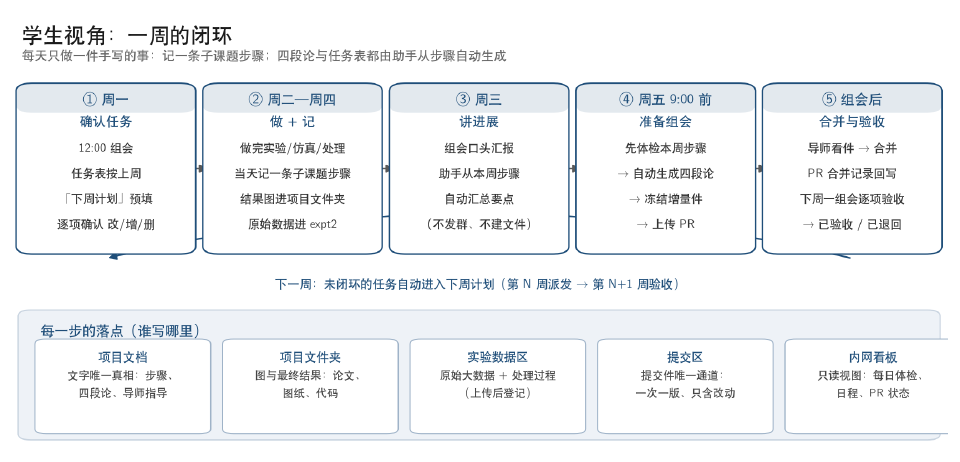 学生视角：一周的闭环
每天只做一件手写的事：记一条子课题步骤；四段论与任务表都由助手从步骤自动生成
① 周一
确认任务
12:00 组会
任务表按上周
「下周计划」预填
逐项确认 改/增/删
② 周二—周四
做 + 记
做完实验/仿真/处理
当天记一条子课题步骤
结果图进项目文件夹
原始数据进 expt2
③ 周三
讲进展
组会口头汇报
助手从本周步骤
自动汇总要点
（不发群、不建文件）
④ 周五 9:00 前
准备组会
先体检本周步骤
→ 自动生成四段论
→ 冻结增量件
→ 上传 PR
⑤ 组会后
合并与验收
导师看件 → 合并
PR 合并记录回写
下周一组会逐项验收
→ 已验收 / 已退回
下一周：未闭环的任务自动进入下周计划（第 N 周派发 → 第 N+1 周验收）
每一步的落点（谁写哪里）
项目文档
文字唯一真相：步骤、
四段论、导师指导
项目文件夹
图与最终结果：论文、
图纸、代码
实验数据区
原始大数据 + 处理过程
（上传后登记）
提交区
提交件唯一通道：
一次一版、只含改动
内网看板
只读视图：每日体检、
日程、PR 状态